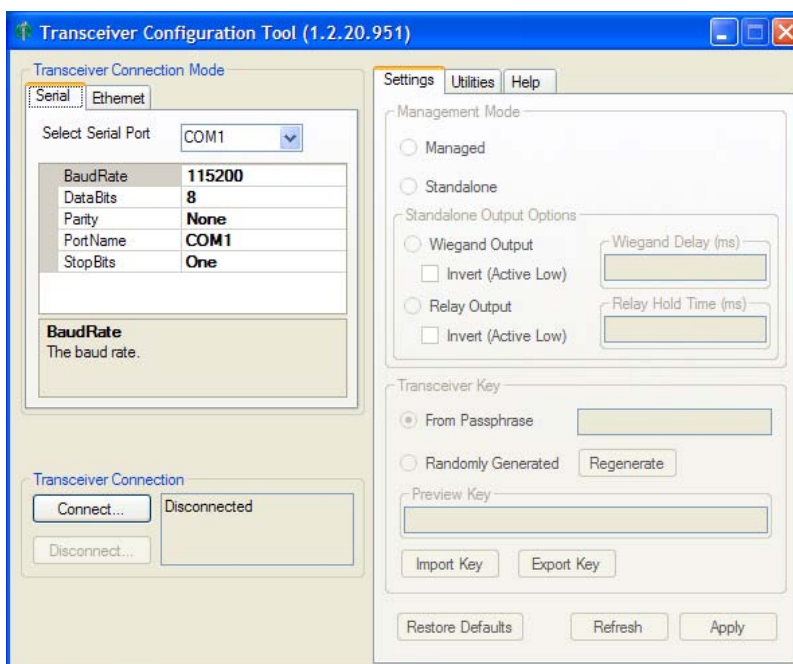 Transceiver Configuration Tool (1.2.20.951)
Transceiver Connection Mode
Serial Ethernet
Select Serial Port COM1
BaudRate 115200
DataBits 8
Parity None
PortName COM1
StopBits One
BaudRate
The baud rate.
Transceiver Connection
Connect... Disconnected
Disconnect...
Settings Utilities Help
Management Mode
Managed
Standalone
Standalone Output Options
Wiegand Output Wiegand Delay (ms)
Invert (Active Low)
Relay Output Relay Hold Time (ms)
Invert (Active Low)
Transceiver Key
From Passphrase
Randomly Generated Regenerate
Preview Key
Import Key Export Key
Restore Defaults Refresh Apply